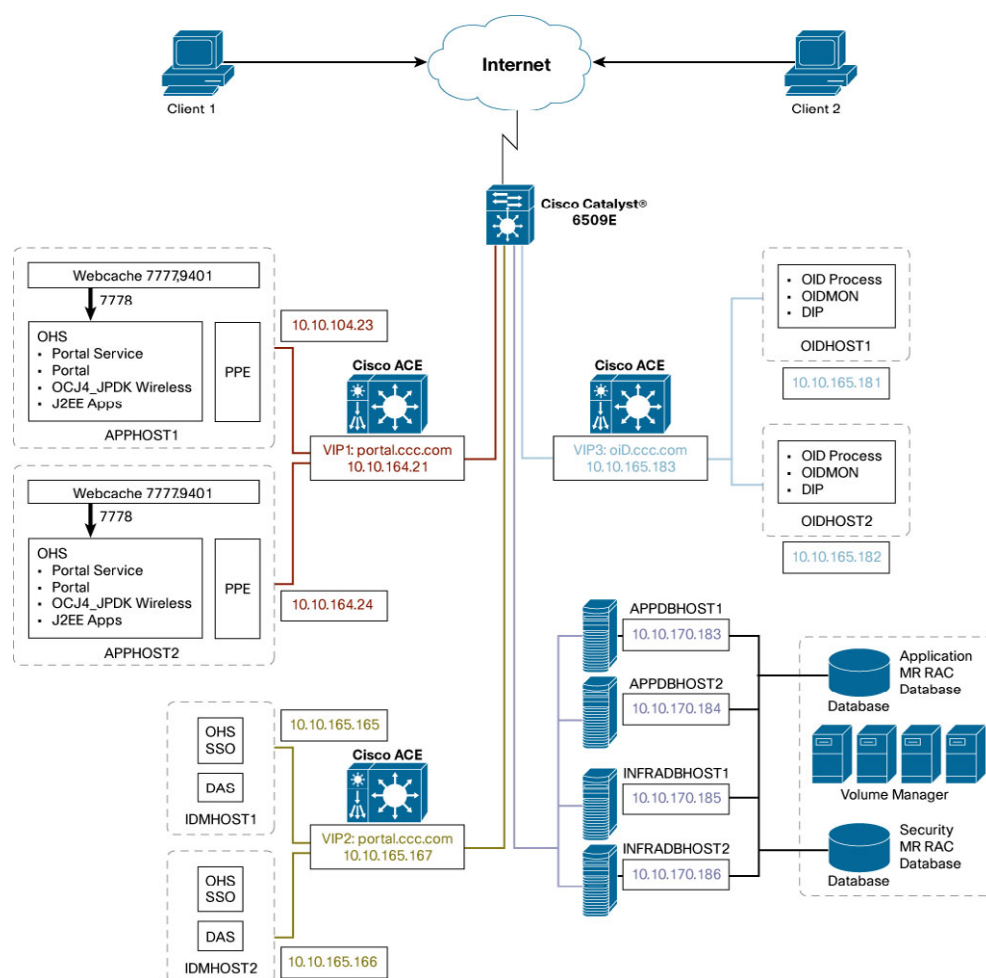 Internet
Client 1
Client 2
Cisco Catalyst®
6509E
Webcache 7777,9401
7778
OHS
▪ Portal Service
▪ Portal
▪ OCJ4_JPDK Wireless
▪ J2EE Apps
PPE
APPHOST1
10.10.104.23
Cisco ACE
VIP1: portal.ccc.com
10.10.164.21
Webcache 7777,9401
7778
OHS
▪ Portal Service
▪ Portal
▪ OCJ4_JPDK Wireless
▪ J2EE Apps
PPE
APPHOST2
10.10.164.24
Cisco ACE
VIP3: oiD.ccc.com
10.10.165.183
• OID Process
• OIDMON
• DIP
OIDHOST1
10.10.165.181
• OID Process
• OIDMON
• DIP
OIDHOST2
10.10.165.182
OHS
SSO
DAS
IDMHOST1
10.10.165.165
Cisco ACE
VIP2: portal.ccc.com
10.10.165.167
OHS
SSO
DAS
IDMHOST2
10.10.165.166
APPDBHOST1
10.10.170.183
APPDBHOST2
10.10.170.184
INFRADBHOST1
10.10.170.185
INFRADBHOST2
10.10.170.186
Application
MR RAC
Database
Database
Volume Manager
Security
MR RAC
Database
Database